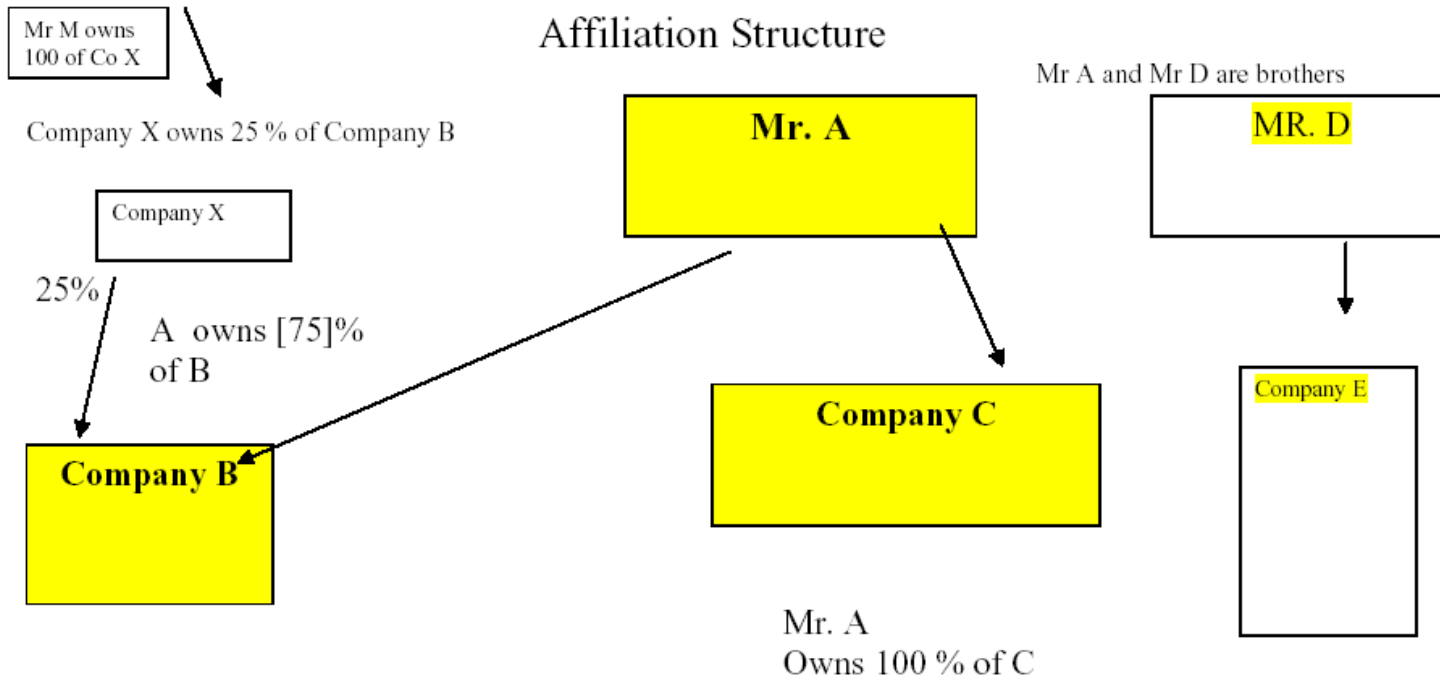 Affiliation Structure
Mr M owns
100 of Co X
Mr A and Mr D are brothers
Company X owns 25 % of Company B
Mr. A
MR. D
Company X
25%
A owns [75]%
of B
Company C
Company E
Company B
Mr. A
Owns 100 % of C